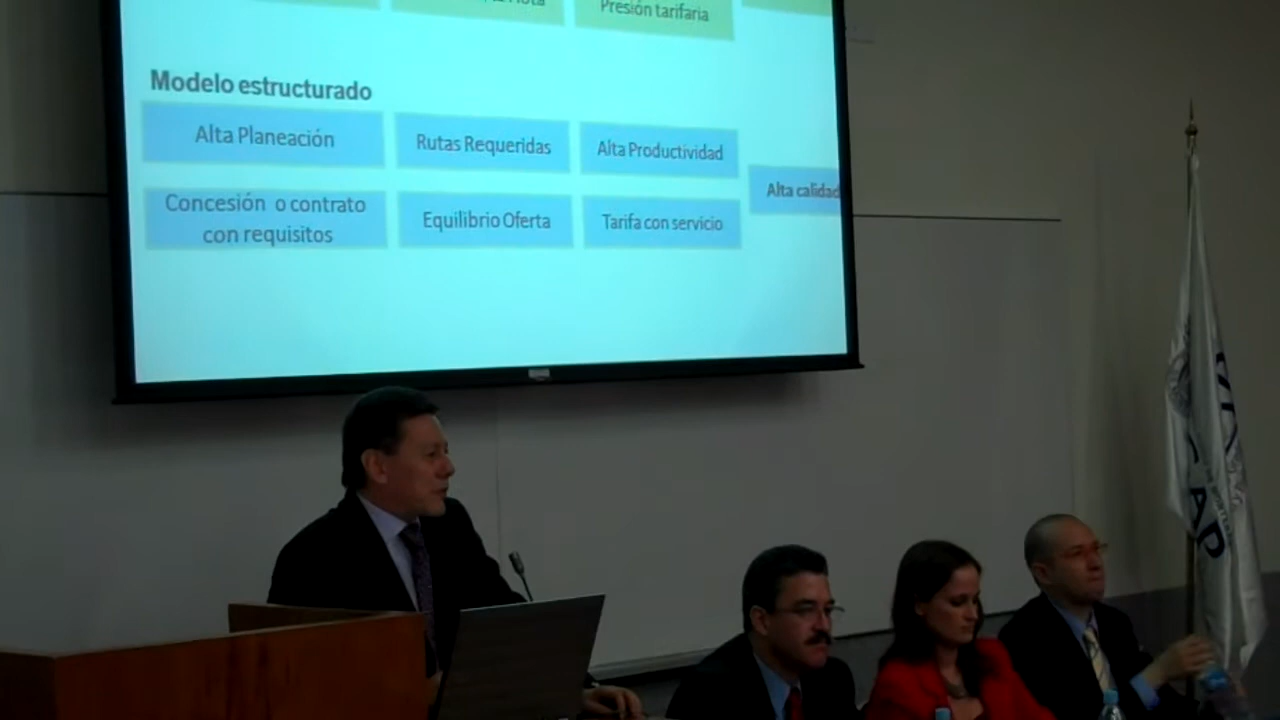 Presión tarifaria
Modelo estructurado
Alta Planeación
Rutas Requeridas
Alta Productividad
Alta calidad
Concesión o contrato
con requisitos
Equilibrio Oferta
Tarifa con servicio